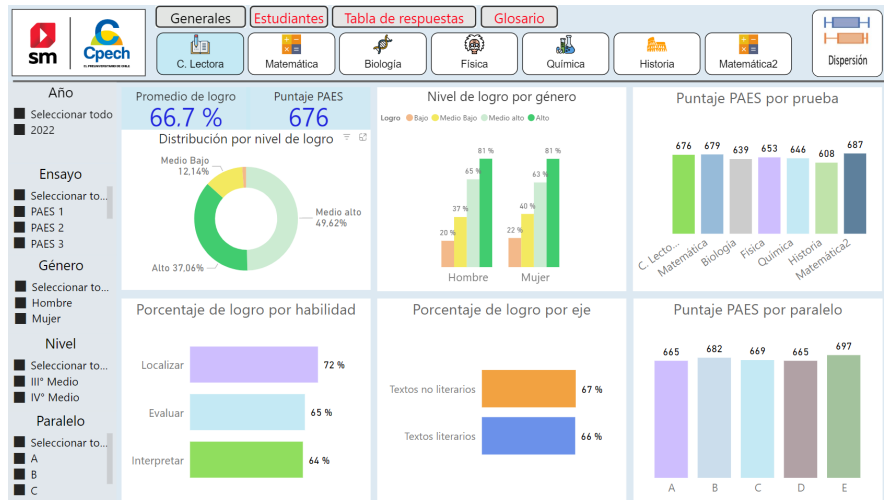 Generales
Estudiantes
Tabla de respuestas
Glosario
sm
Cpech
C. Lectora
Matemática
Biología
Física
Química
Historia
Matemática2
Dispersión
Año
Seleccionar todo
2022
Ensayo
Seleccionar to...
PAES 1
PAES 2
PAES 3
Género
Seleccionar to...
Hombre
Mujer
Nivel
Seleccionar to...
III° Medio
IV° Medio
Paralelo
Seleccionar to...
A
B
C
Promedio de logro
66.7 %
Puntaje PAES
676
Distribución por nivel de logro
Medio Bajo
12,14%
Medio alto
49,62%
Alto 37,06%
Nivel de logro por género
Logro Bajo Medio Bajo Medio alto Alto
20 %
37 %
65 %
81 %
22 %
40 %
63 %
81 %
Hombre
Mujer
Puntaje PAES por prueba
676 679 639 653 646 608 687
C. Lecto...
Matemática
Biología
Física
Química
Historia
Matemática2
Porcentaje de logro por habilidad
Localizar 72 %
Evaluar 65 %
Interpretar 64 %
Porcentaje de logro por eje
Textos no literarios 67 %
Textos literarios 66 %
Puntaje PAES por paralelo
665 682 669 665 697
A B C D E